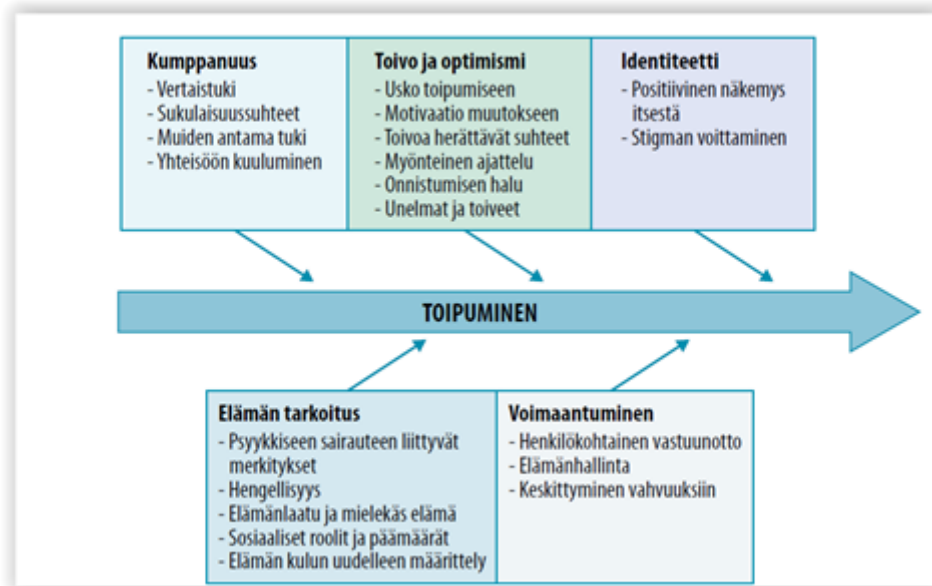 Kumppanuus
- Vertaistuki
- Sukulaisuussuhteet
- Muiden antama tuki
- Yhteisöön kuuluminen
Toivo ja optimismi
- Usko toipumiseen
- Motivaatio muutokseen
- Toivoa herättävät suhteet
- Myönteinen ajattelu
- Onnistumisen halu
- Unelmat ja toiveet
Identiteetti
- Positiivinen näkemys
itsestä
- Stigman voittaminen
TOIPUMINEN
Elämän tarkoitus
- Psyykkiseen sairauteen liittyvät
merkitykset
- Hengellisyys
- Elämänlaatu ja mielekäs elämä
- Sosiaaliset roolit ja päämäärät
- Elämän kulun uudelleen määrittely
Voimaantuminen
- Henkilökohtainen vastuunotto
- Elämänhallinta
- Keskittyminen vahvuuksiin